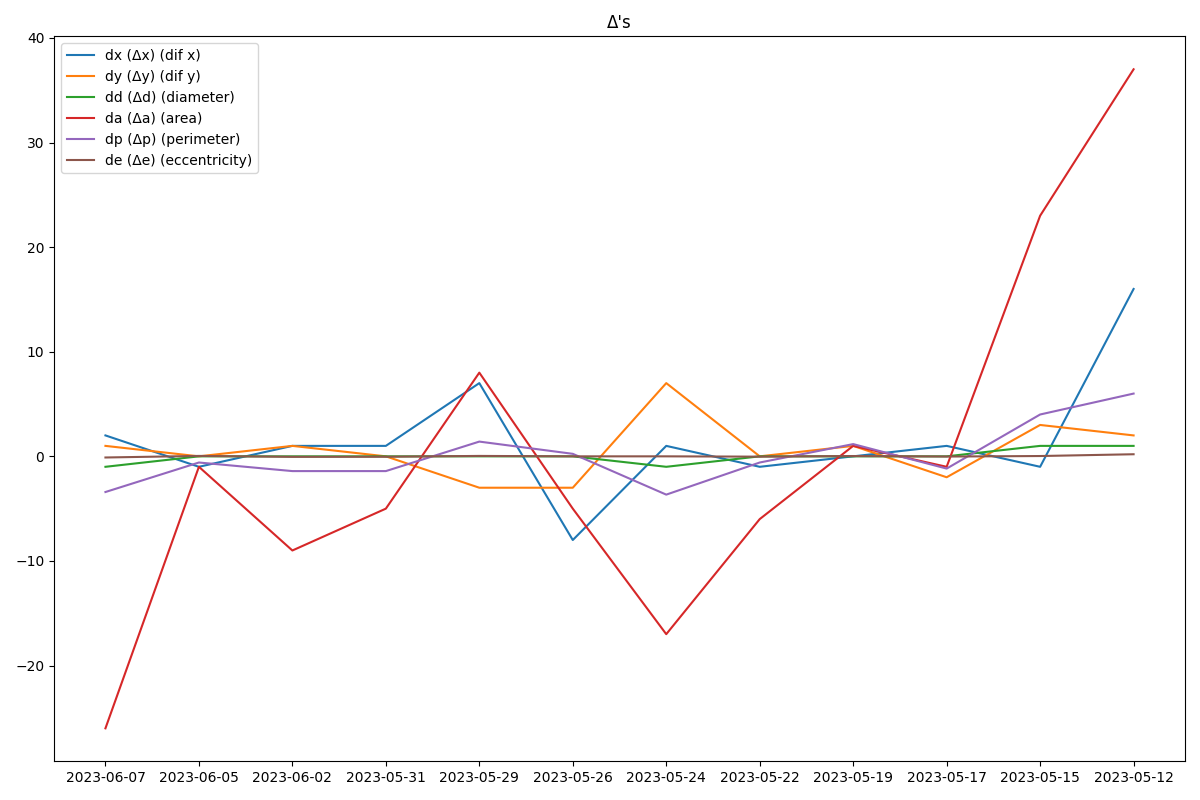 Δ's
40
30
20
10
0
−10
−20
dx (Δx) (dif x)
dy (Δy) (dif y)
dd (Δd) (diameter)
da (Δa) (area)
dp (Δp) (perimeter)
de (Δe) (eccentricity)
2023-06-07 2023-06-05 2023-06-02 2023-05-31 2023-05-29 2023-05-26 2023-05-24 2023-05-22 2023-05-19 2023-05-17 2023-05-15 2023-05-12